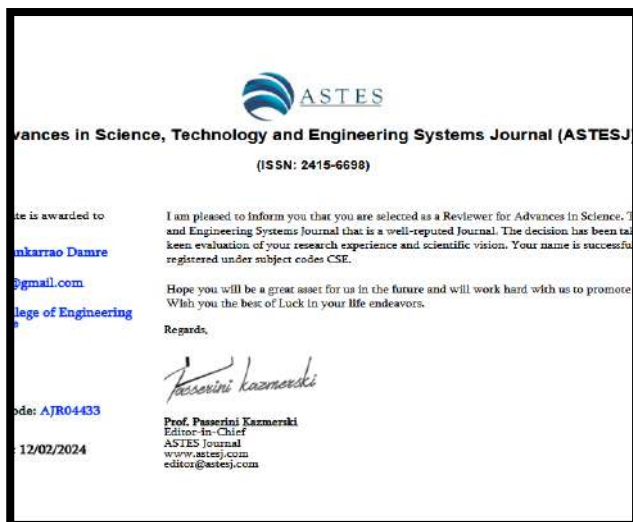 ASTES
vances in Science, Technology and Engineering Systems Journal (ASTESJ)
(ISSN: 2415-6698)
te is awarded to
nkarrao Damre
@gmail.com
lege of Engineering
ode: AJR04433
: 12/02/2024
I am pleased to inform you that you are selected as a Reviewer for Advances in Science. T
and Engineering Systems Journal that is a well-reputed Journal. The decision has been tak
keen evaluation of your research experience and scientific vision. Your name is successfu
registered under subject codes CSE.
Hope you will be a great asset for us in the future and will work hard with us to promote
Wish you the best of Luck in your life endeavors.
Regards,
Passerini kazmerski
Prof. Passerini Kazmerski
Editor-in-Chief
ASTES Journal
www.astesj.com
editor@astesj.com